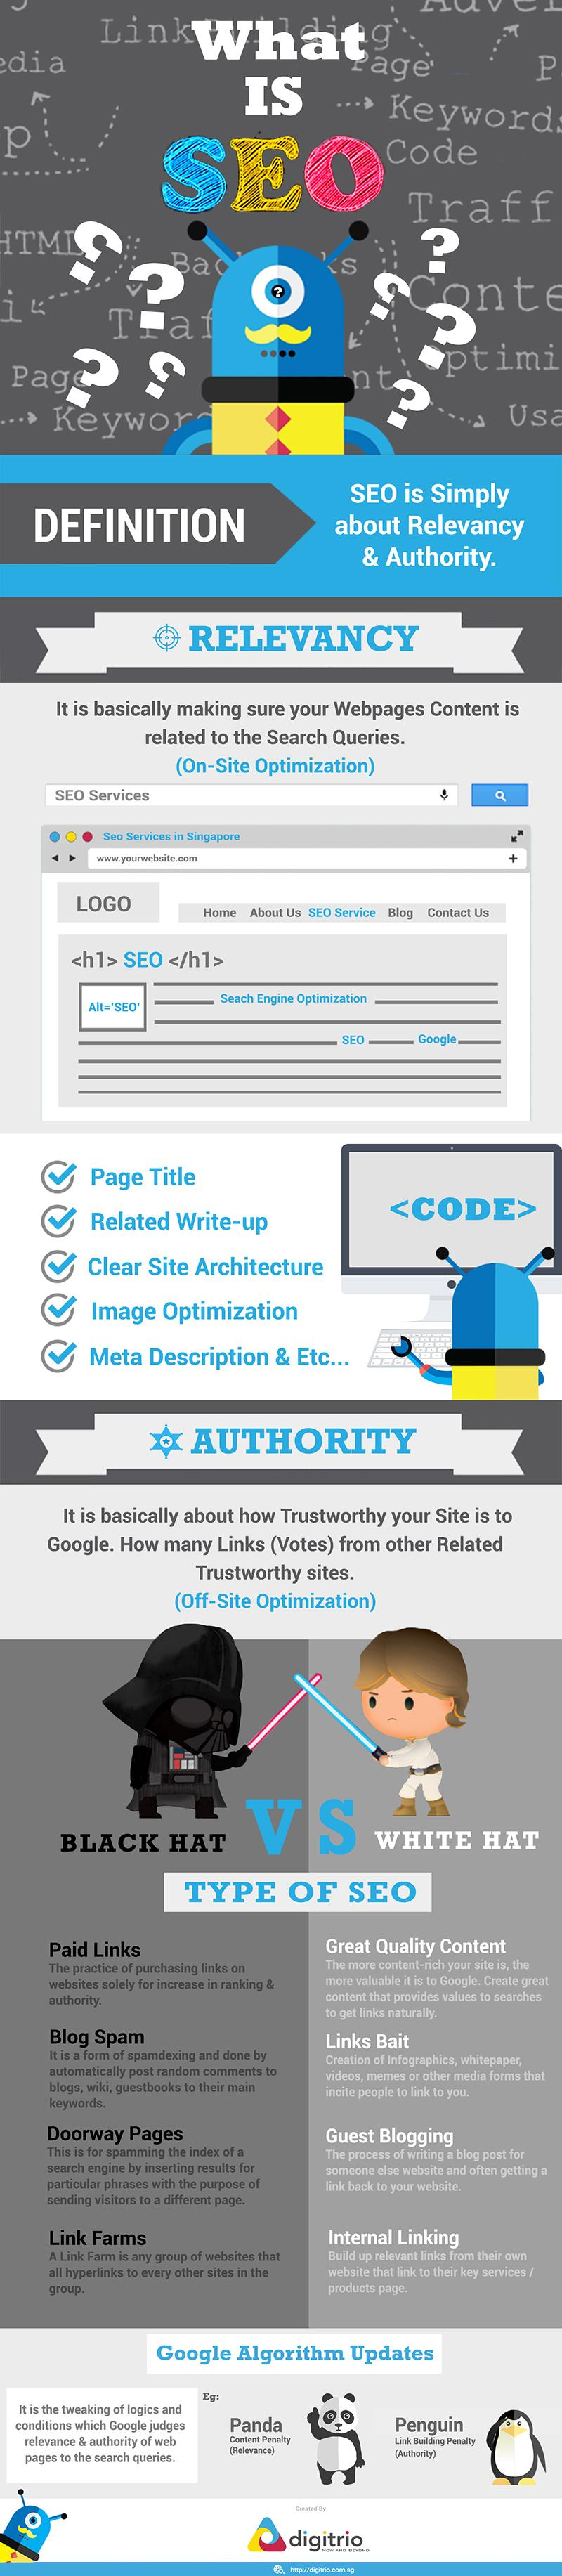 Link Building
Adver
edia
Page
P
What
IS
Keywords
p
SEO
Code
Traff
HTML
Back
ks
Conte
Traf
ptimi
Page
nt
Keyword
Usa
DEFINITION
SEO is Simply
about Relevancy
& Authority.
RELEVANCY
It is basically making sure your Webpages Content is
related to the Search Queries.
(On-Site Optimization)
SEO Services
Seo Services in Singapore
www.yourwebsite.com
LOGO
Home About Us SEO Service Blog Contact Us
<h1> SEO </h1>
Alt='SEO'
Seach Engine Optimization
SEO
Google
Page Title
Related Write-up
Clear Site Architecture
Image Optimization
Meta Description & Etc...
<CODE>
AUTHORITY
It is basically about how Trustworthy your Site is to
Google. How many Links (Votes) from other Related
Trustworthy sites.
(Off-Site Optimization)
BLACK HAT VS WHITE HAT
TYPE OF SEO
Paid Links
The practice of purchasing links on
websites solely for increase in ranking &
authority.
Blog Spam
It is a form of spamdexing and done by
automatically post random comments to
blogs, wiki, guestbooks to their main
keywords.
Doorway Pages
This is for spamming the index of a
search engine by inserting results for
particular phrases with the purpose of
sending visitors to a different page.
Link Farms
A Link Farm is any group of websites that
all hyperlinks to every other sites in the
group.
Great Quality Content
The more content-rich your site is, the
more valuable it is to Google. Create great
content that provides values to searches
to get links naturally.
Links Bait
Creation of Infographics, whitepaper,
videos, memes or other media forms that
incite people to link to you.
Guest Blogging
The process of writing a blog post for
someone else website and often getting a
link back to your website.
Internal Linking
Build up relevant links from their own
website that link to their key services /
products page.
Google Algorithm Updates
It is the tweaking of logics and
conditions which Google judges
relevance & authority of web
pages to the search queries.
Eg:
Panda
Content Penalty
(Relevance)
Penguin
Link Building Penalty
(Authority)
Created By
digitrio
NOW AND BEYOND
http://digitrio.com.sg